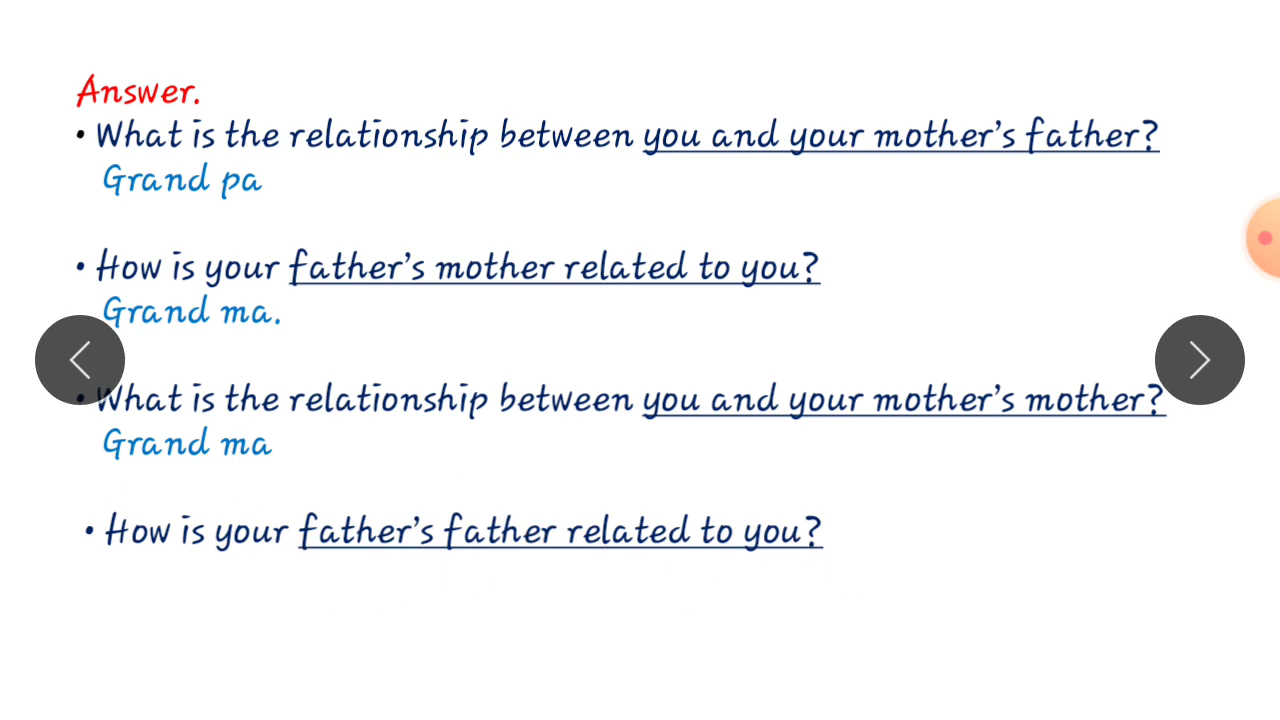 Answer.
• What is the relationship between you and your mother's father?
Grand pa
• How is your father's mother related to you?
Grand ma.
• What is the relationship between you and your mother's mother?
Grand ma
• How is your father's father related to you?